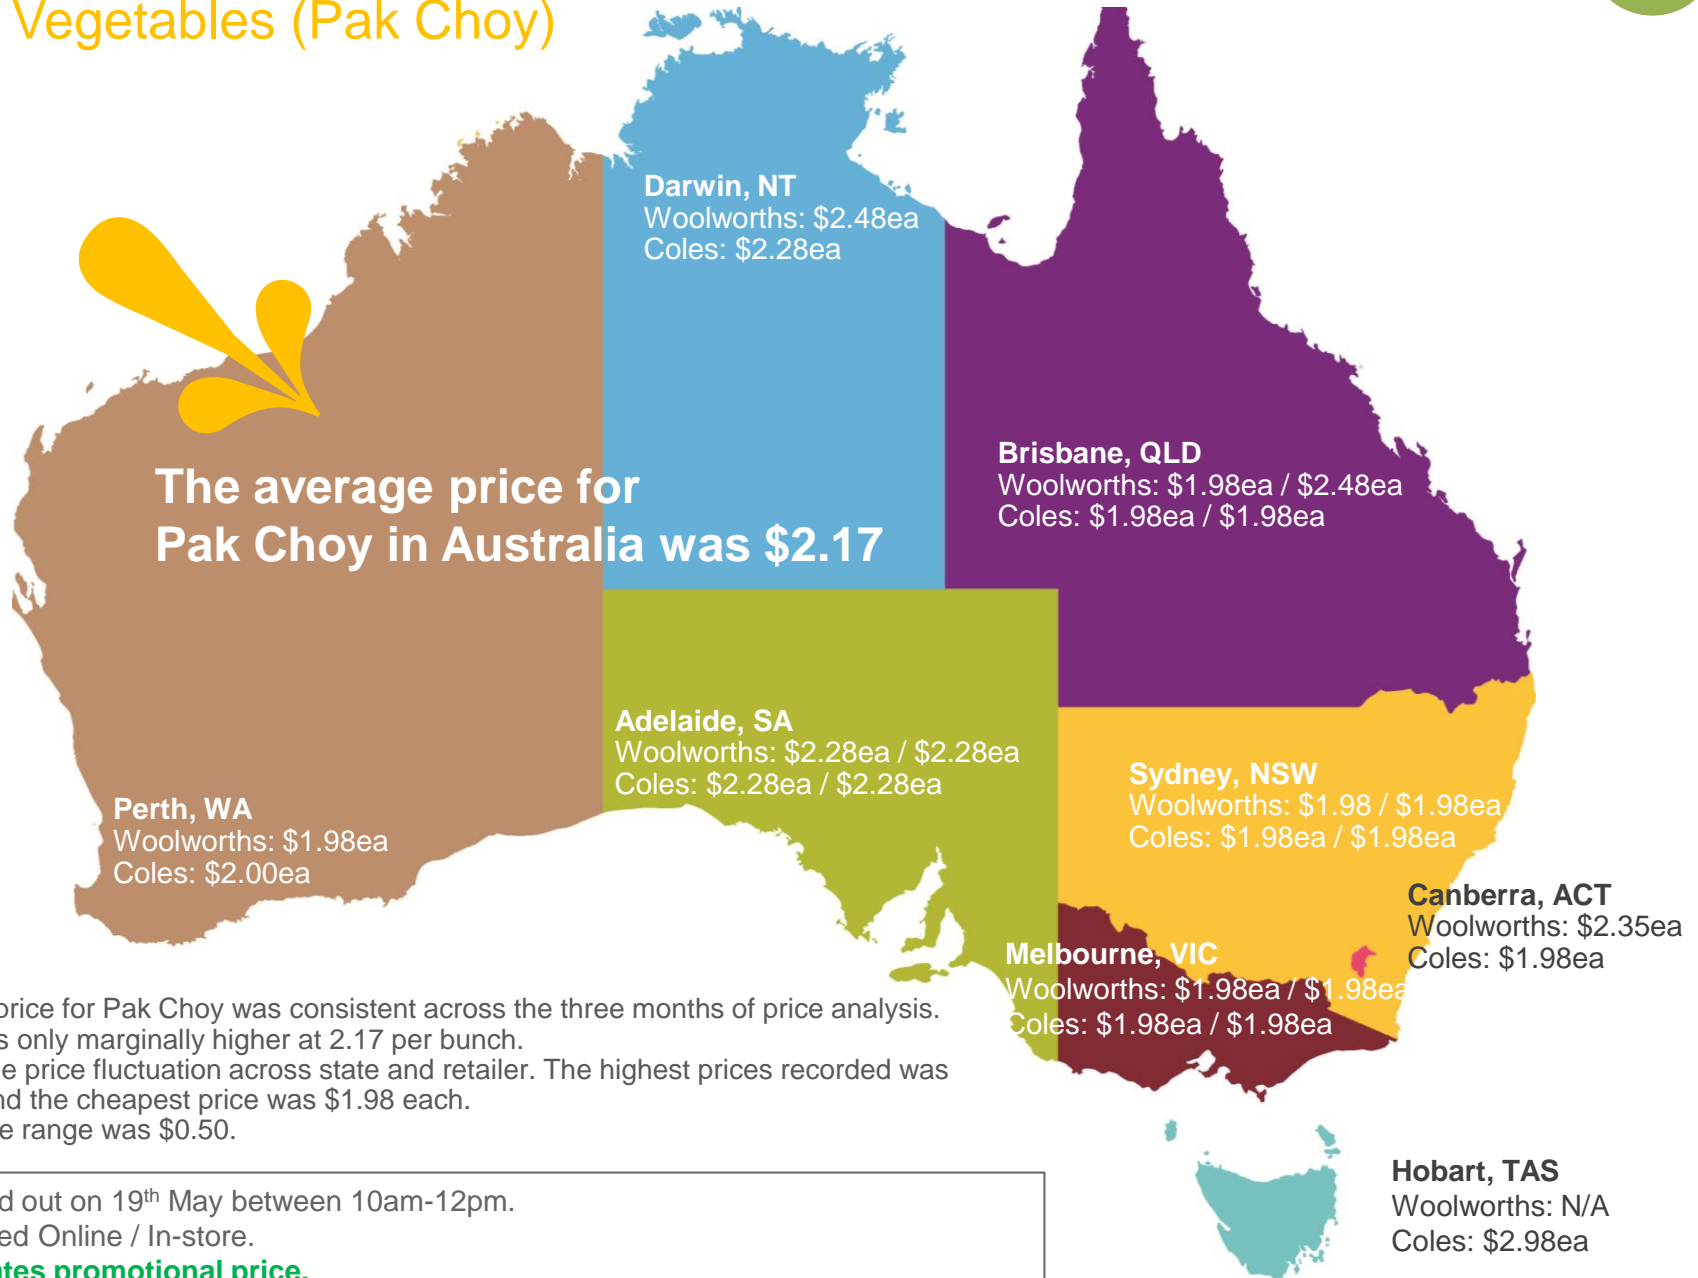 Vegetables (Pak Choy)
Darwin, NT
Woolworths: $2.48ea
Coles: $2.28ea
The average price for
Pak Choy in Australia was $2.17
Brisbane, QLD
Woolworths: $1.98ea / $2.48ea
Coles: $1.98ea / $1.98ea
Adelaide, SA
Woolworths: $2.28ea / $2.28ea
Coles: $2.28ea / $2.28ea
Sydney, NSW
Woolworths: $1.98 / $1.98ea
Coles: $1.98ea / $1.98ea
Perth, WA
Woolworths: $1.98ea
Coles: $2.00ea
Canberra, ACT
Woolworths: $2.35ea
Coles: $1.98ea
Melbourne, VIC
Woolworths: $1.98ea / $1.98ea
Coles: $1.98ea / $1.98ea
price for Pak Choy was consistent across the three months of price analysis.
only marginally higher at 2.17 per bunch.
price fluctuation across state and retailer. The highest prices recorded was
the cheapest price was $1.98 each.
range was $0.50.
out on 19th May between 10am-12pm.
Online / In-store.
promotional price.
Hobart, TAS
Woolworths: N/A
Coles: $2.98ea